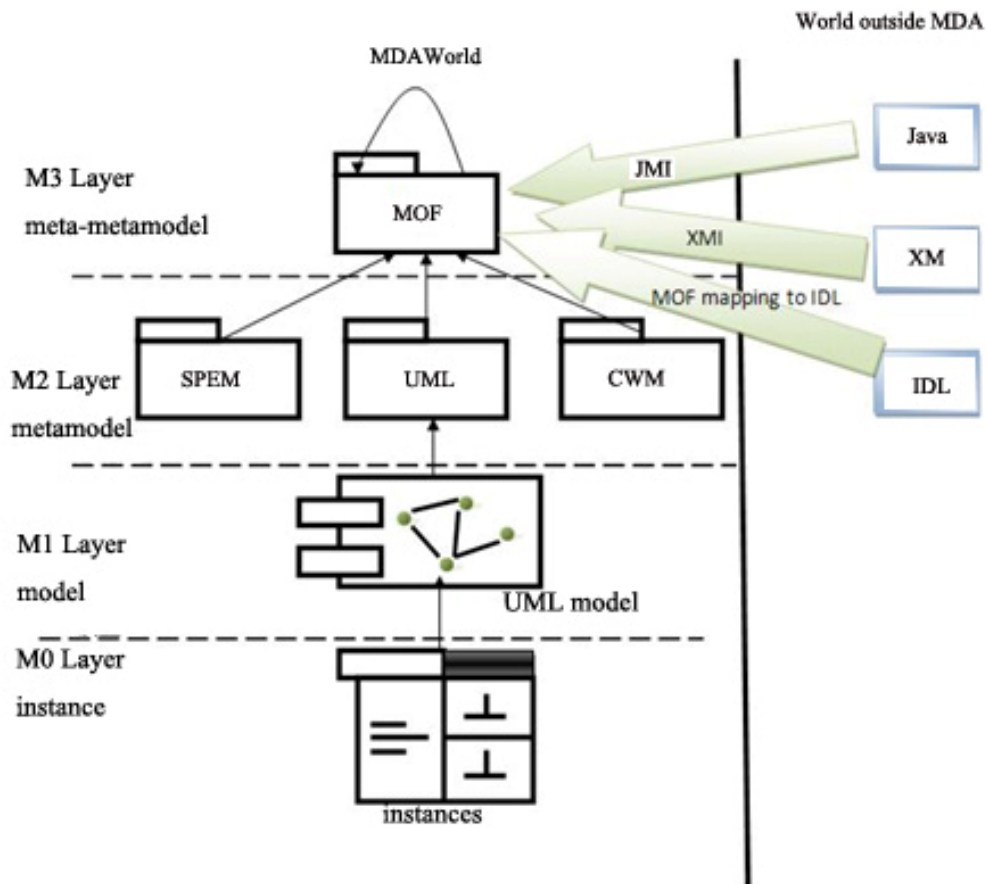 World outside MDA
MDAWorld
Java
JMI
M3 Layer
meta-metamodel
MOF
XMI
XM
MOF mapping to IDL
SPEM
UML
CWM
M2 Layer
metamodel
IDL
M1 Layer
model
UML model
M0 Layer
instance
instances